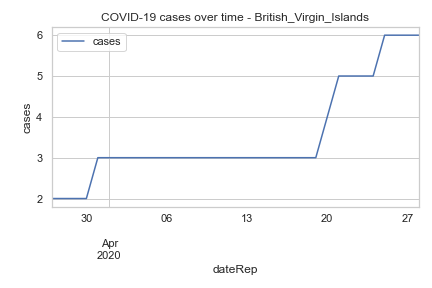 COVID-19 cases over time - British_Virgin_Islands
cases
6
5
4
3
2
cases
30
06
13
20
27
Apr
2020
dateRep